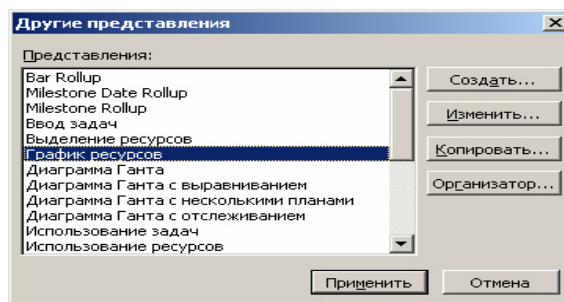 Другие представления
Представления:
Bar Rollup
Milestone Date Rollup
Milestone Rollup
Ввод задач
Выделение ресурсов
График ресурсов
Диаграмма Ганта
Диаграмма Ганта с выравниванием
Диаграмма Ганта с несколькими планами
Диаграмма Ганта с отслеживанием
Использование задач
Использование ресурсов
Создать...
Изменить...
Копировать...
Организатор...
Применить
Отмена